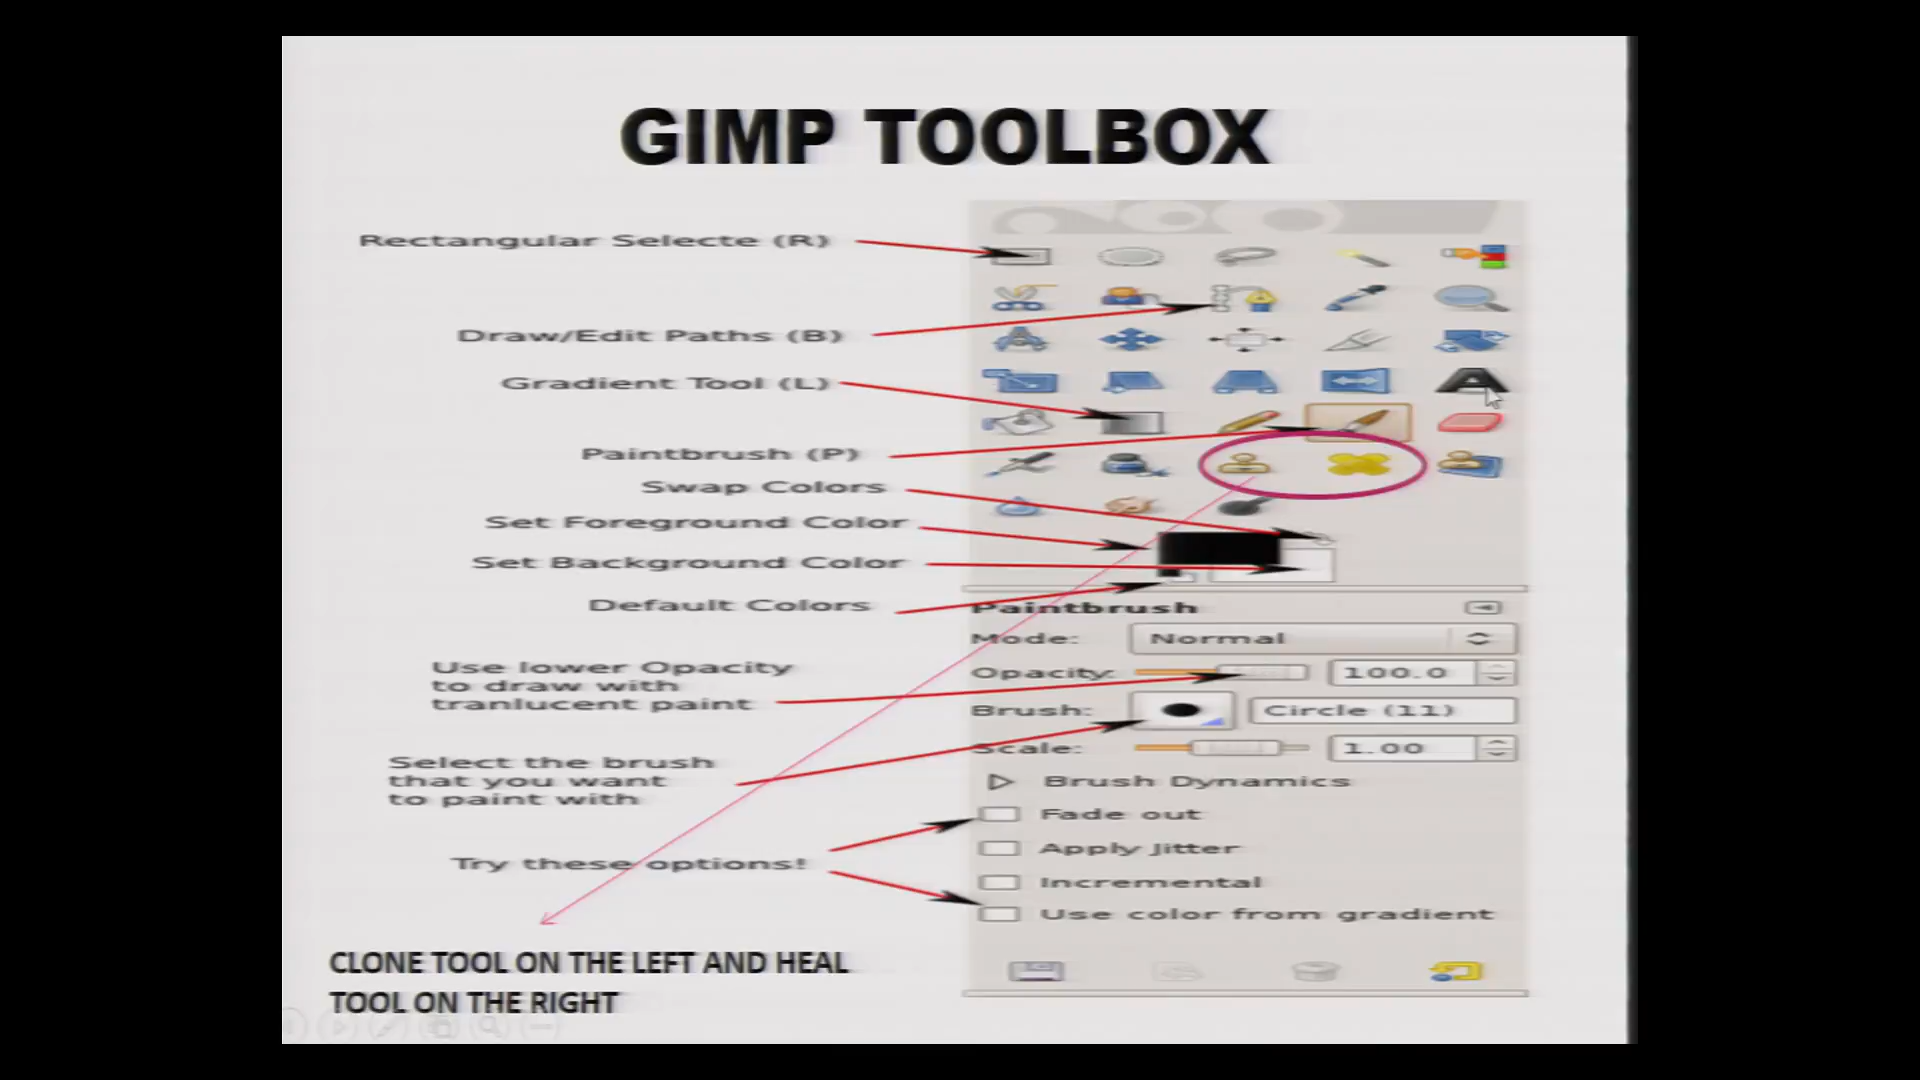 GIMP TOOLBOX
Rectangular Selecte (R)
Draw/Edit Paths (B)
Gradient Tool (L)
Paintbrush (P)
Swap Colors
Set Foreground Color
Set Background Color
Default Colors
Use lower Opacity
to draw with
tranlucent paint
Select the brush
that you want
to paint with
Try these options!
CLONE TOOL ON THE LEFT AND HEAL
TOOL ON THE RIGHT
Paintbrush
Mode: Normal
Opacity: 100.0
Brush: Circle (11)
Scale: 1.00
Brush Dynamics
Fade out
Apply Jitter
Incremental
Use color from gradient